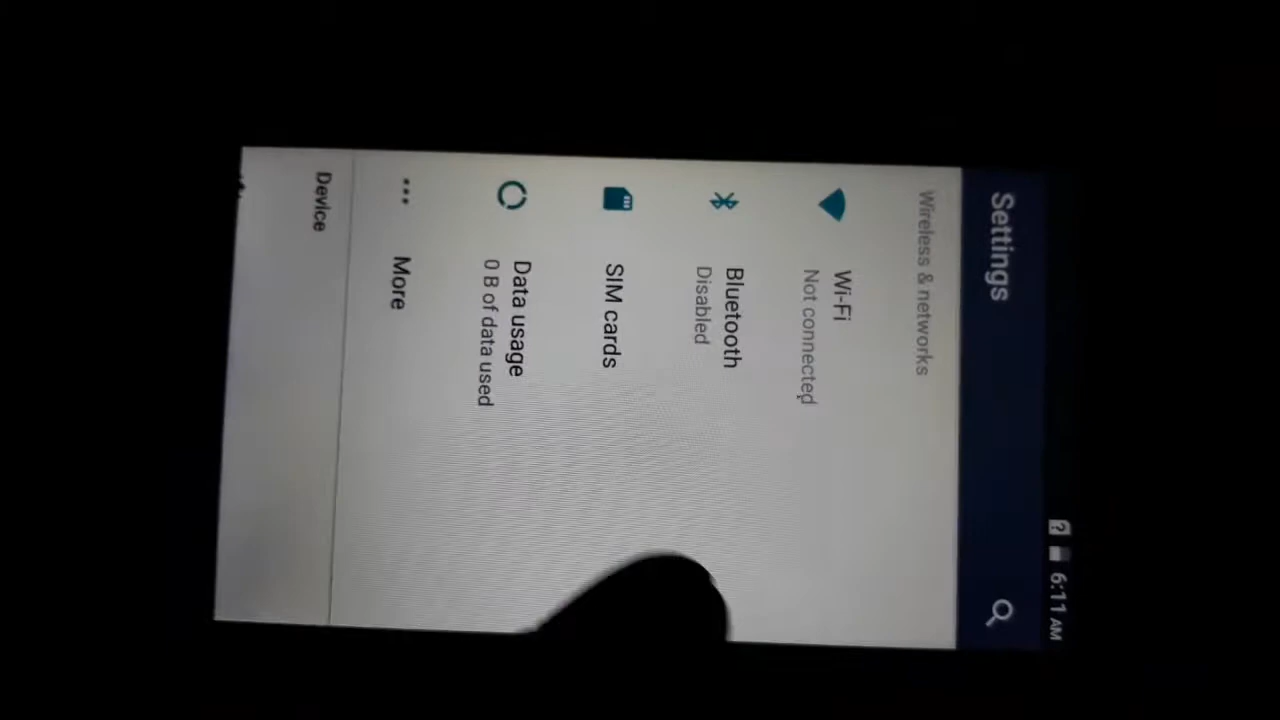 6:11 AM
Settings
Wireless & networks
Wi-Fi
Not connected
Bluetooth
Disabled
SIM cards
Data usage
0 B of data used
More
Device